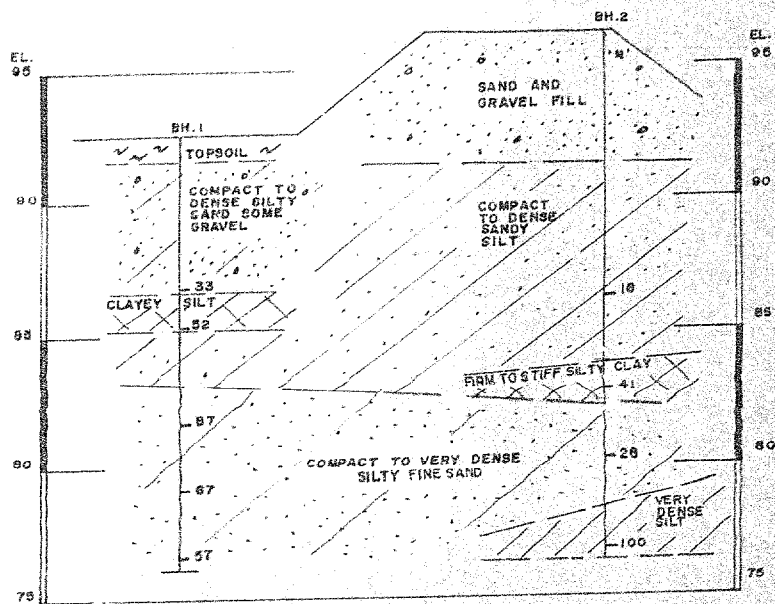 BH.2
EL.
95
EL.
95
'N'
SAND AND
GRAVEL FILL
BH.1
TOPSOIL
COMPACT TO
DENSE SILTY
SAND SOME
GRAVEL
90
90
COMPACT
TO DENSE
SANDY
SILT
33
18
CLAYEY SILT
52
85
85
FIRM TO STIFF SILTY CLAY
41
87
COMPACT TO VERY DENSE
SILTY FINE SAND
28
80
80
67
VERY
DENSE
SILT
57
100
75
75